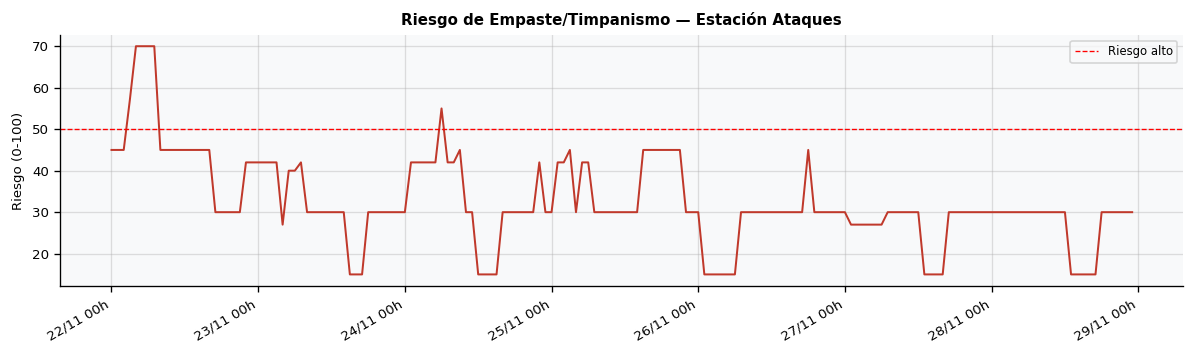 Riesgo de Empaste/Timpanismo — Estación Ataques
Riesgo alto
Riesgo (0-100)
70
60
50
40
30
20
22/11 00h
23/11 00h
24/11 00h
25/11 00h
26/11 00h
27/11 00h
28/11 00h
29/11 00h